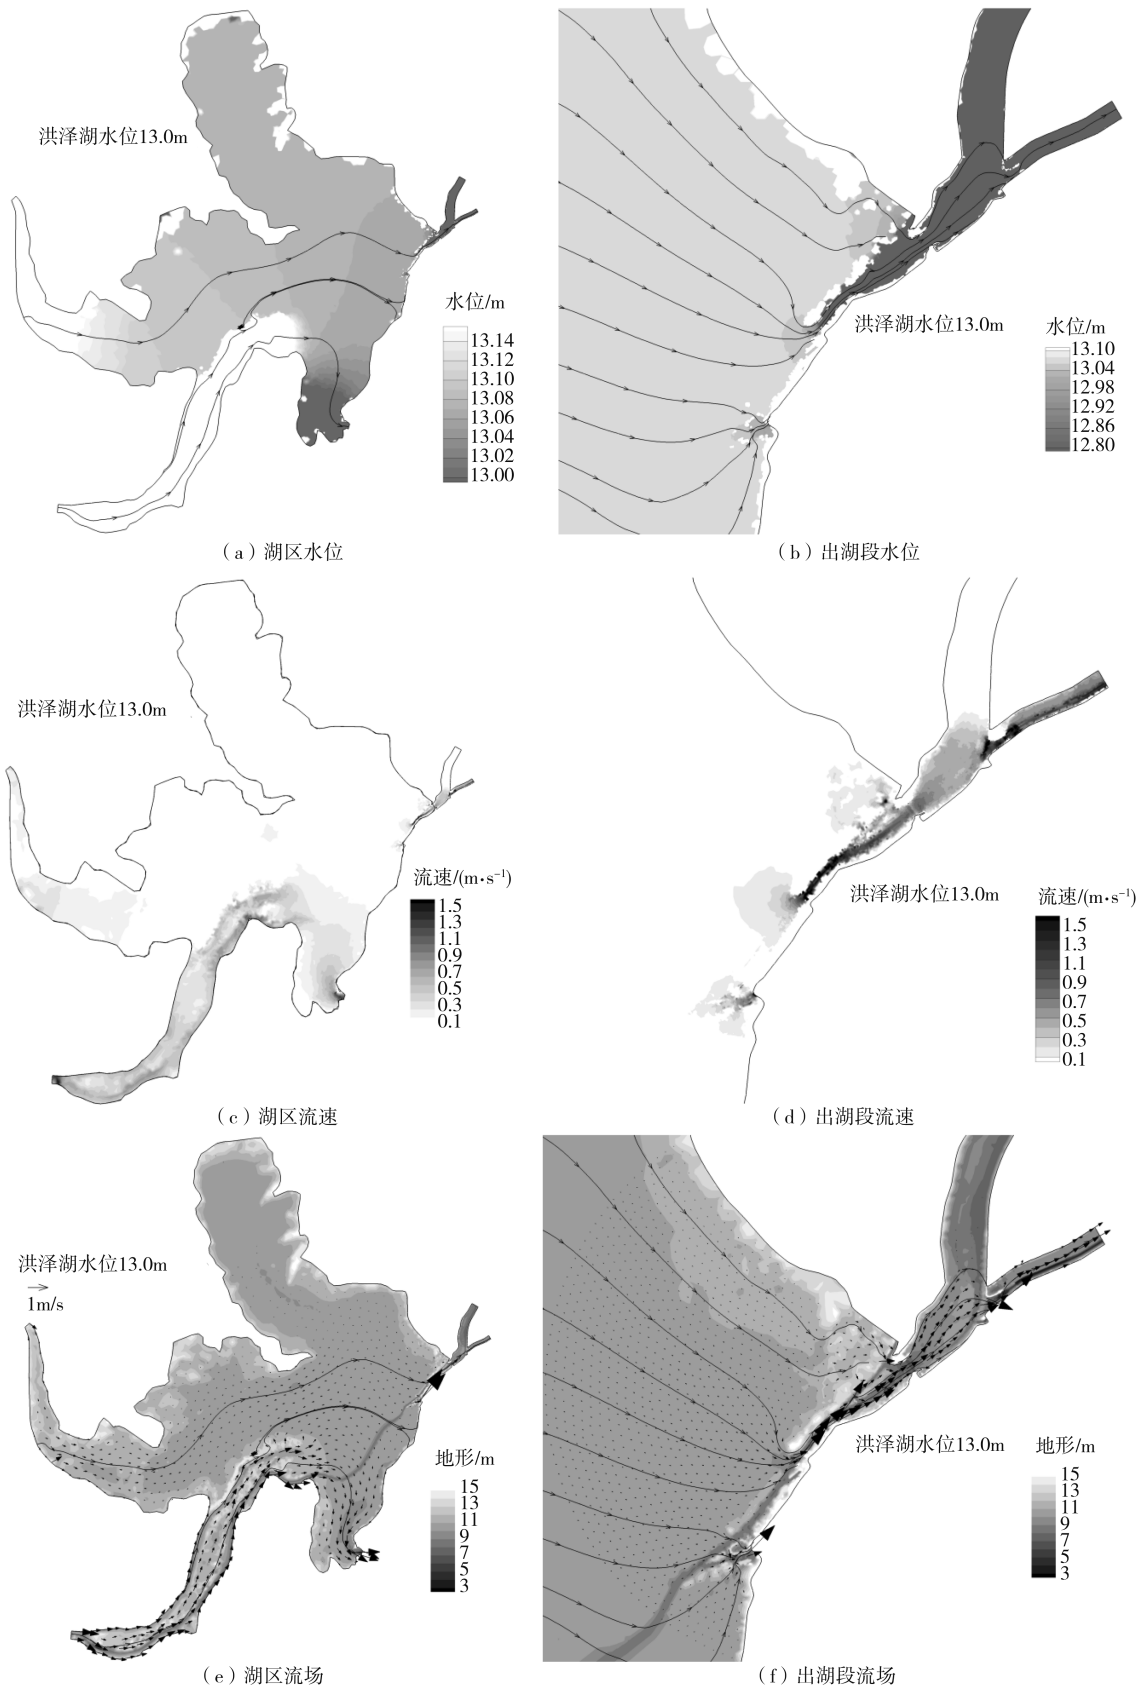 洪泽湖水位13.0m
水位/m
13.14
13.12
13.10
13.08
13.06
13.04
13.02
13.00
(a)湖区水位
洪泽湖水位13.0m
水位/m
13.10
13.04
12.98
12.92
12.86
12.80
(b)出湖段水位
洪泽湖水位13.0m
流速/(m·s⁻¹)
1.5
1.3
1.1
0.9
0.7
0.5
0.3
0.1
(c)湖区流速
洪泽湖水位13.0m
流速/(m·s⁻¹)
1.5
1.3
1.1
0.9
0.7
0.5
0.3
0.1
(d)出湖段流速
洪泽湖水位13.0m
1m/s
地形/m
15
13
11
9
7
5
3
(e)湖区流场
洪泽湖水位13.0m
地形/m
15
13
11
9
7
5
3
(f)出湖段流场